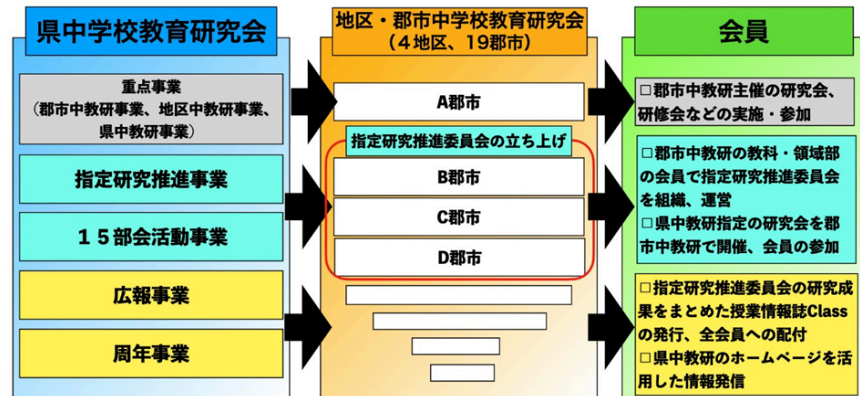 県中学校教育研究会
重点事業
（郡市中教研事業、地区中教研事業、
県中教研事業）
指定研究推進事業
１５部会活動事業
広報事業
周年事業
地区・郡市中学校教育研究会
（４地区、19郡市）
A郡市
指定研究推進委員会の立ち上げ
B郡市
C郡市
D郡市
会員
□郡市中教研主催の研究会、
研修会などの実施・参加
□郡市中教研の教科・領域部
の会員で指定研究推進委員会
を組織、運営
□県中教研指定の研究会を郡
市中教研で開催、会員の参加
□指定研究推進委員会の研究成
果をまとめた授業情報誌Class
の発行、全会員への配付
□県中教研のホームページを活
用した情報発信